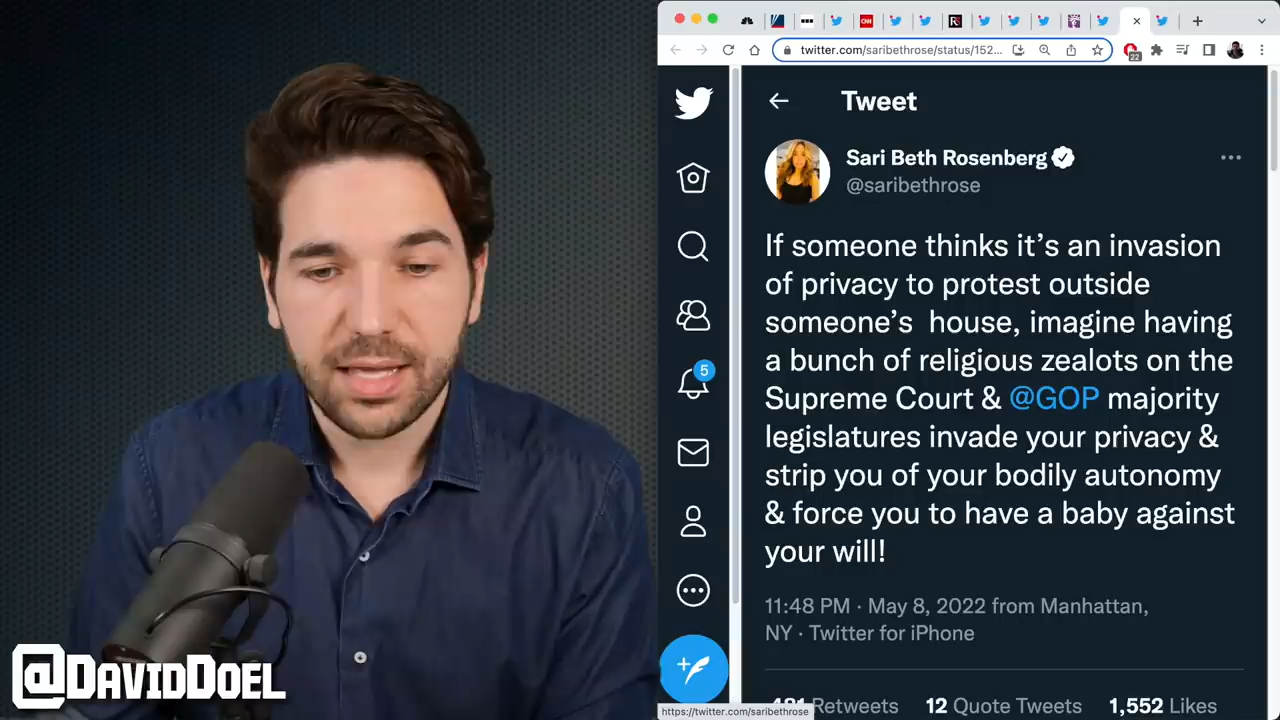 twitter.com/saribethrose/status/152...
22
Tweet
Sari Beth Rosenberg
@saribethrose
If someone thinks it’s an invasion
of privacy to protest outside
someone’s house, imagine having
a bunch of religious zealots on the
Supreme Court & @GOP majority
legislatures invade your privacy &
strip you of your bodily autonomy
& force you to have a baby against
your will!
11:48 PM · May 8, 2022 from Manhattan,
NY · Twitter for iPhone
Retweets 12 Quote Tweets 1,552 Likes
5
https://twitter.com/saribethrose
@DAVIDDOEL
CNN